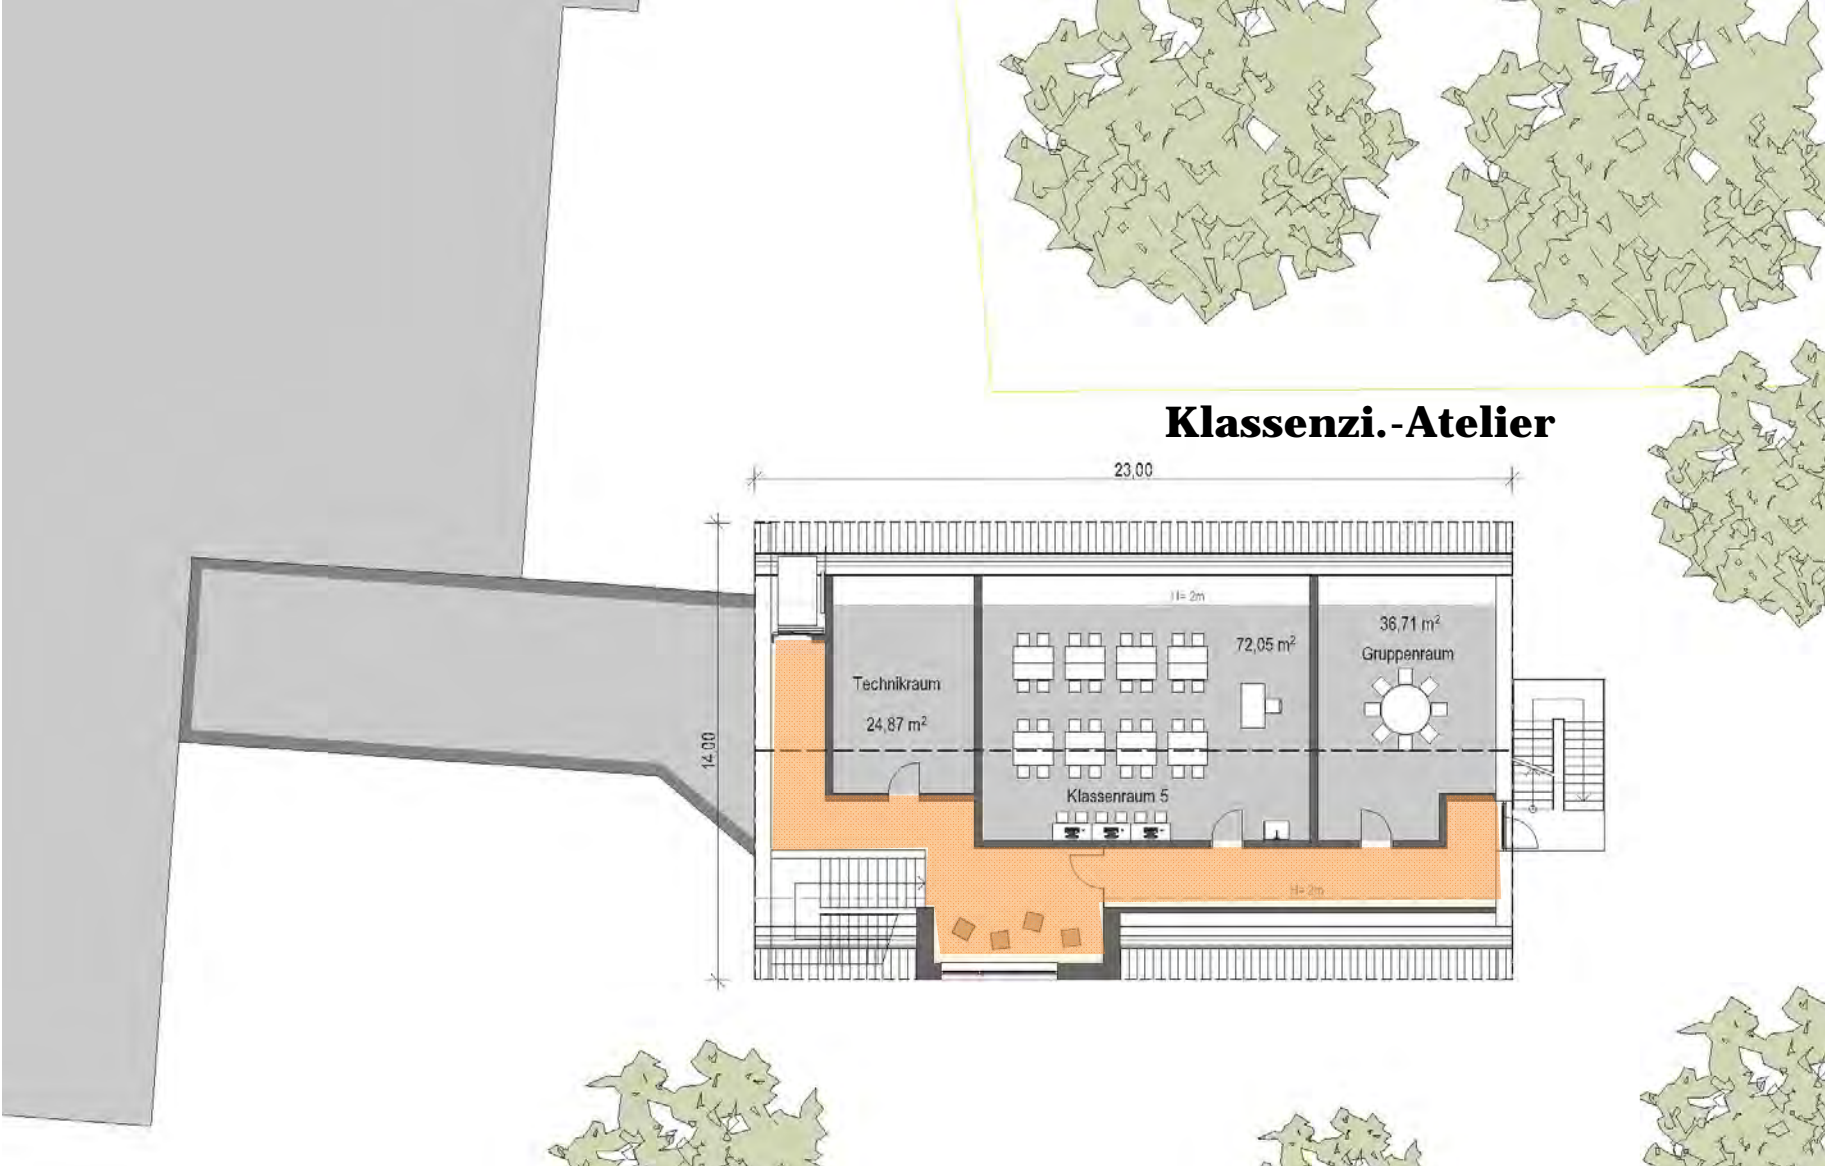 Klassenzi.-Atelier
23,00
H= 2m
36,71 m²
72,05 m²
Gruppenraum
Technikraum
24,87 m²
14,00
Klassenraum 5
H= 2m